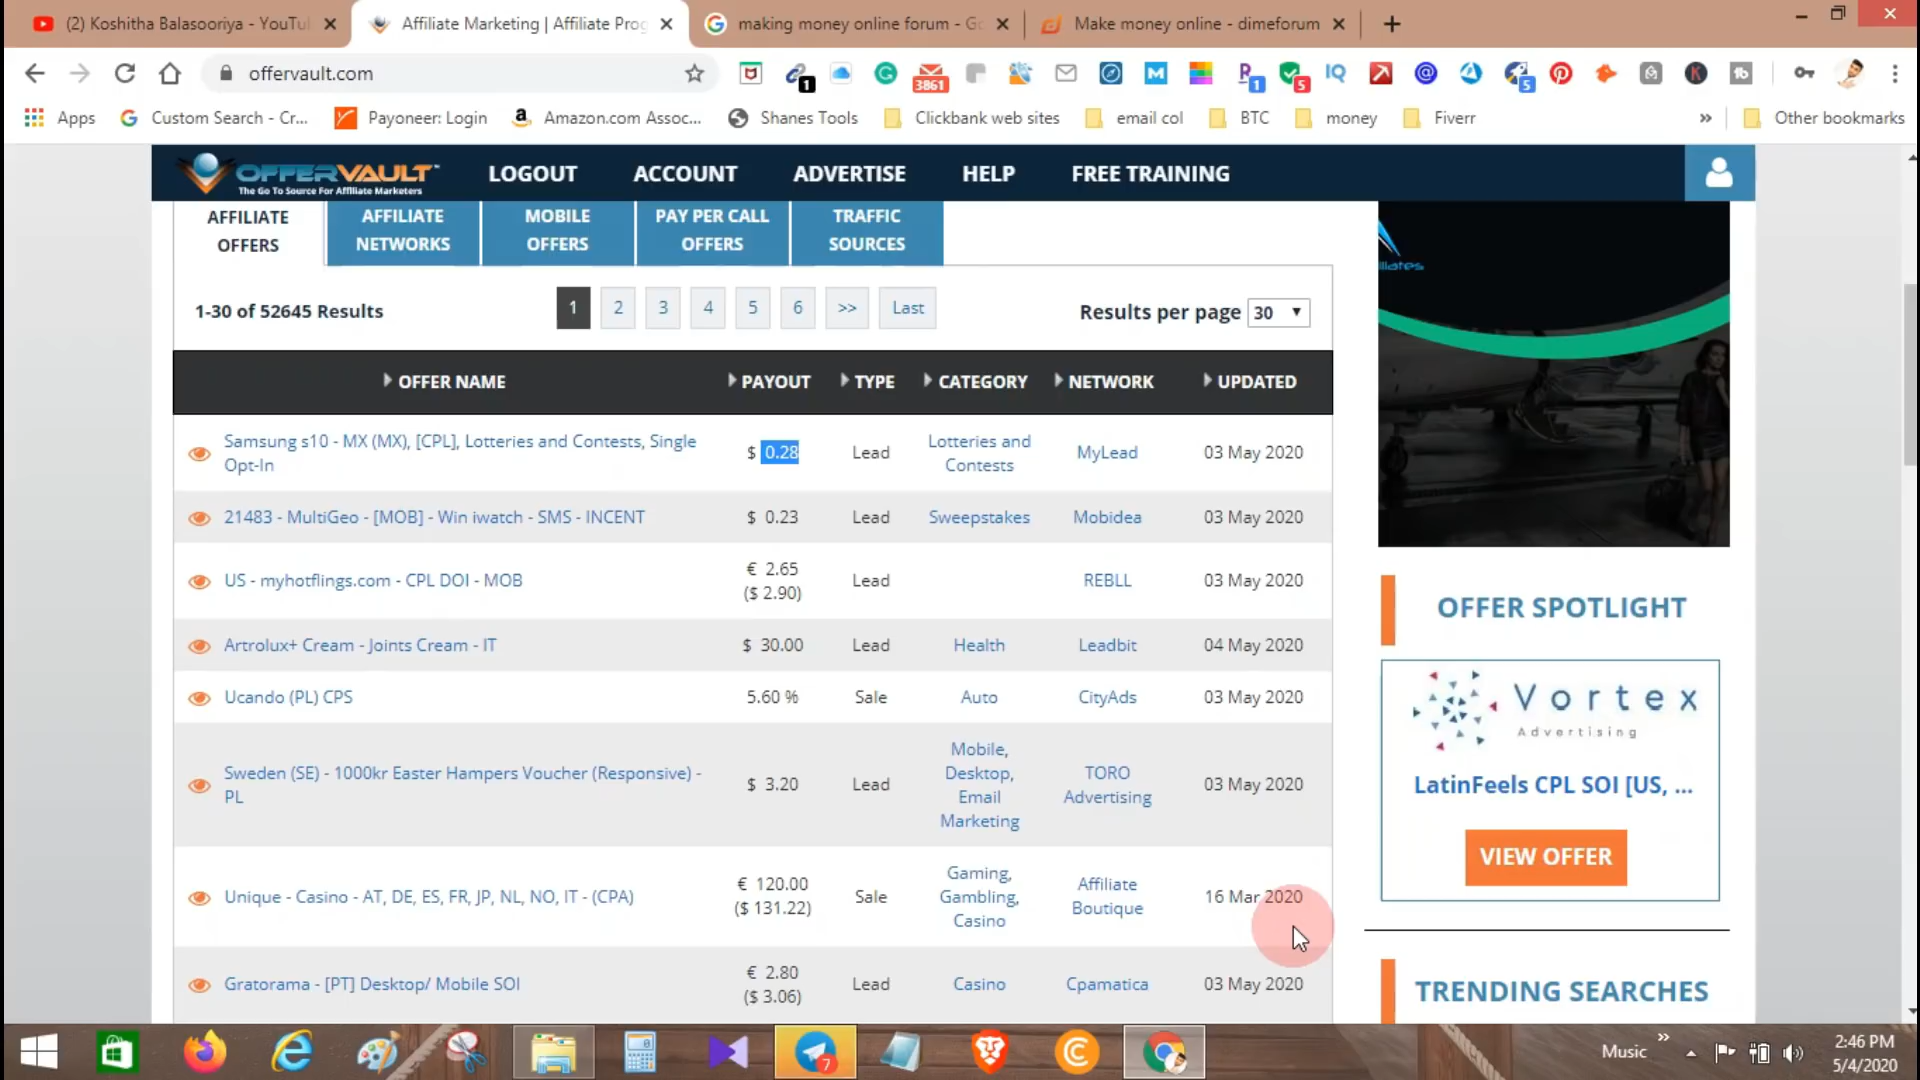 (2) Koshitha Balasooriya - YouTu
Affiliate Marketing | Affiliate Prog
making money online forum - Go
Make money online - dimeforum
offervault.com
1
3861
1
5
IQ
5
Apps
Custom Search - Cr...
Payoneer: Login
Amazon.com Assoc...
Shanes Tools
Clickbank web sites
email col
BTC
money
Fiverr
»
Other bookmarks
OFFERVAULT™
The Go To Source For Affiliate Marketers
LOGOUT
ACCOUNT
ADVERTISE
HELP
FREE TRAINING
AFFILIATE
OFFERS
AFFILIATE
NETWORKS
MOBILE
OFFERS
PAY PER CALL
OFFERS
TRAFFIC
SOURCES
1-30 of 52645 Results
1 2 3 4 5 6 >> Last
Results per page 30
OFFER NAME PAYOUT TYPE CATEGORY NETWORK UPDATED
Samsung s10 - MX (MX), [CPL], Lotteries and Contests, Single
Opt-In
$ 0.28
Lead
Lotteries and
Contests
MyLead
03 May 2020
21483 - MultiGeo - [MOB] - Win iwatch - SMS - INCENT
$ 0.23
Lead
Sweepstakes
Mobidea
03 May 2020
US - myhotflings.com - CPL DOI - MOB
€ 2.65
($ 2.90)
Lead
REBLL
03 May 2020
Artrolux+ Cream - Joints Cream - IT
$ 30.00
Lead
Health
Leadbit
04 May 2020
Ucando (PL) CPS
5.60 %
Sale
Auto
CityAds
03 May 2020
Sweden (SE) - 1000kr Easter Hampers Voucher (Responsive) -
PL
$ 3.20
Lead
Mobile,
Desktop,
Email
Marketing
TORO
Advertising
03 May 2020
Unique - Casino - AT, DE, ES, FR, JP, NL, NO, IT - (CPA)
€ 120.00
($ 131.22)
Sale
Gaming,
Gambling,
Casino
Affiliate
Boutique
16 Mar 2020
Gratorama - [PT] Desktop/ Mobile SOI
€ 2.80
($ 3.06)
Lead
Casino
Cpamatica
03 May 2020
OFFER SPOTLIGHT
Vortex
Advertising
LatinFeels CPL SOI [US, ...
VIEW OFFER
TRENDING SEARCHES
7
Music
»
2:46 PM
5/4/2020